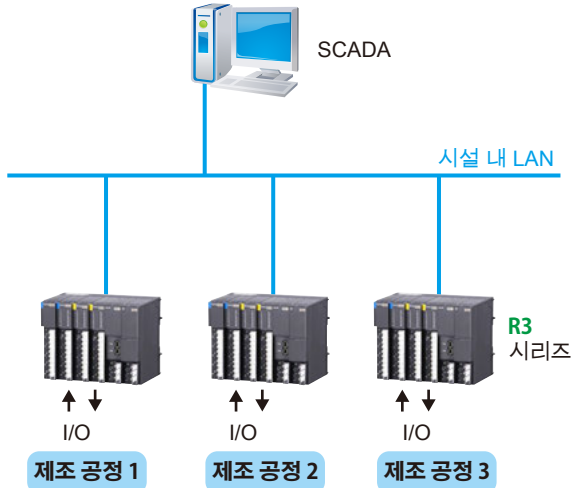 SCADA
시설 내 LAN
R3
시리즈
I/O
I/O
I/O
제조 공정 1
제조 공정 2
제조 공정 3